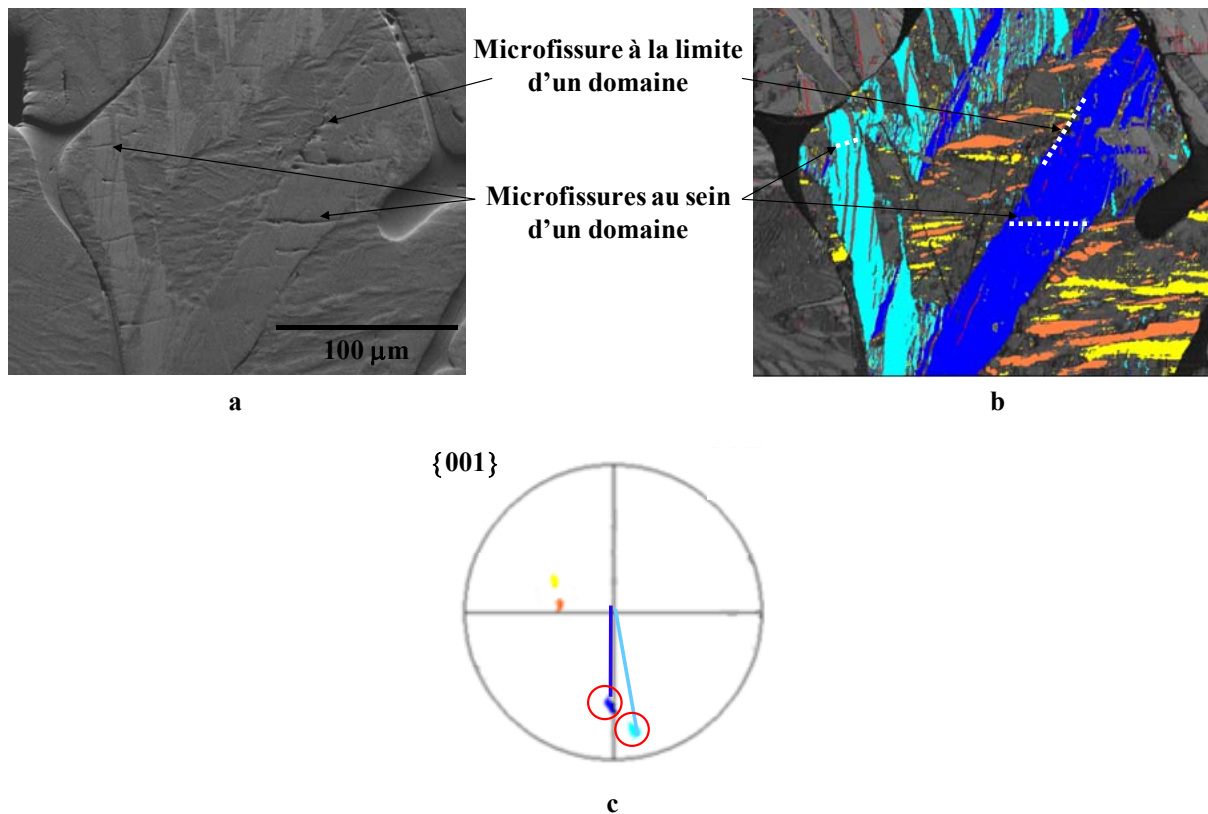 Microfissure à la limite
d’un domaine
Microfissures au sein
d’un domaine
100 μm
a
b
{001}
c